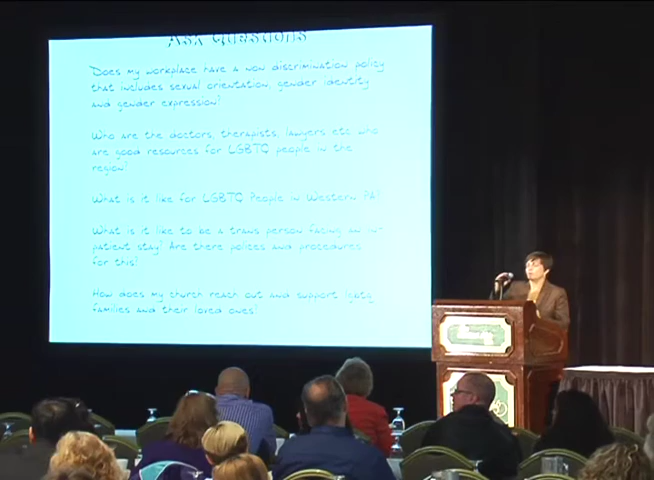 Ask Questions
Does my workplace have a non discrimination policy
that includes sexual orientation, gender identity
and gender expression?
Who are the doctors, therapists, lawyers etc who
are good resources for LGBTQ people in the
region?
What is it like for LGBTQ People in Western PA?
What is it like to be a trans person facing an in-
patient stay? Are there polices and procedures
for this?
How does my church reach out and support lgbtq
families and their loved ones?